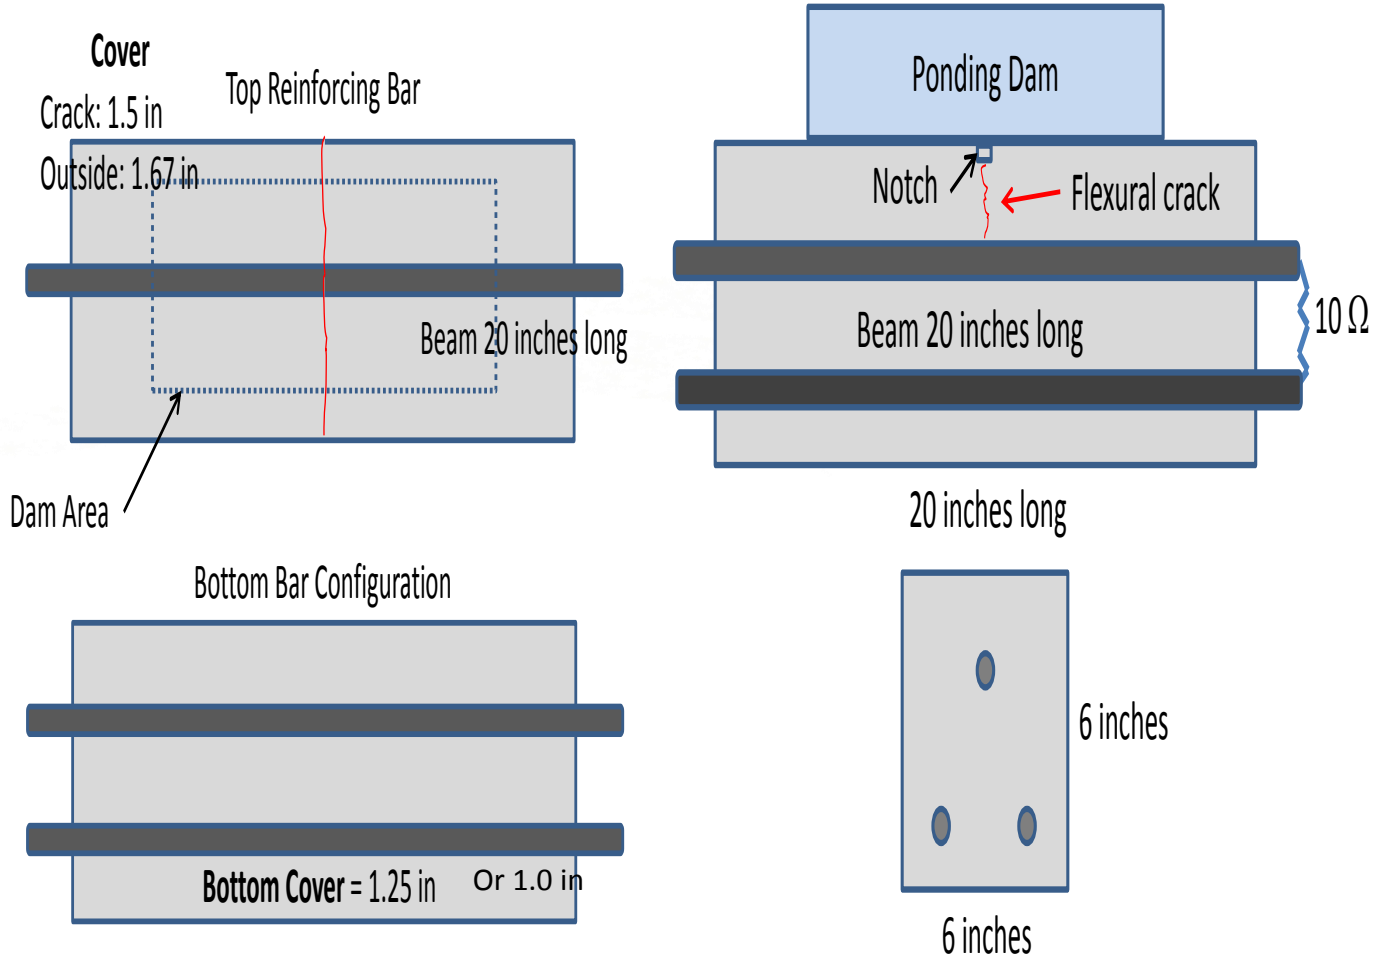 Cover
Crack: 1.5 in
Outside: 1.67 in
Top Reinforcing Bar
Beam 20 inches long
Dam Area
Ponding Dam
Notch
Flexural crack
Beam 20 inches long
10 Ω
20 inches long
Bottom Bar Configuration
Bottom Cover = 1.25 in Or 1.0 in
6 inches
6 inches